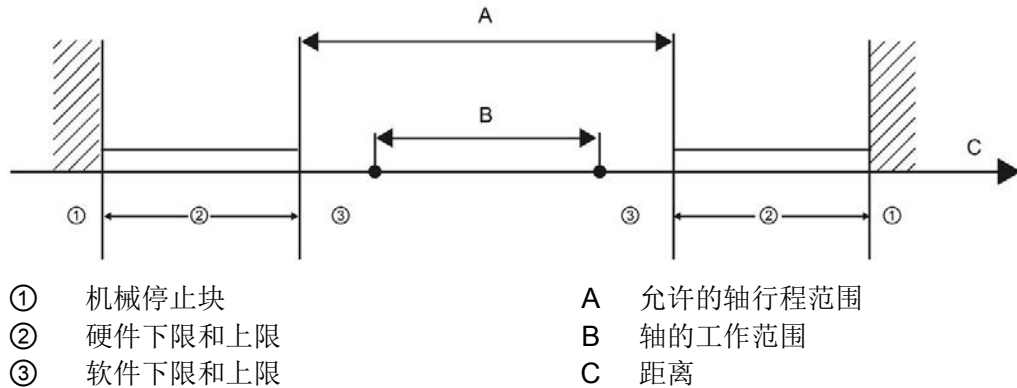 A
B
C
① ② ③ ③ ② ①
① 机械停止块 A 允许的轴行程范围
② 硬件下限和上限 B 轴的工作范围
③ 软件下限和上限 C 距离